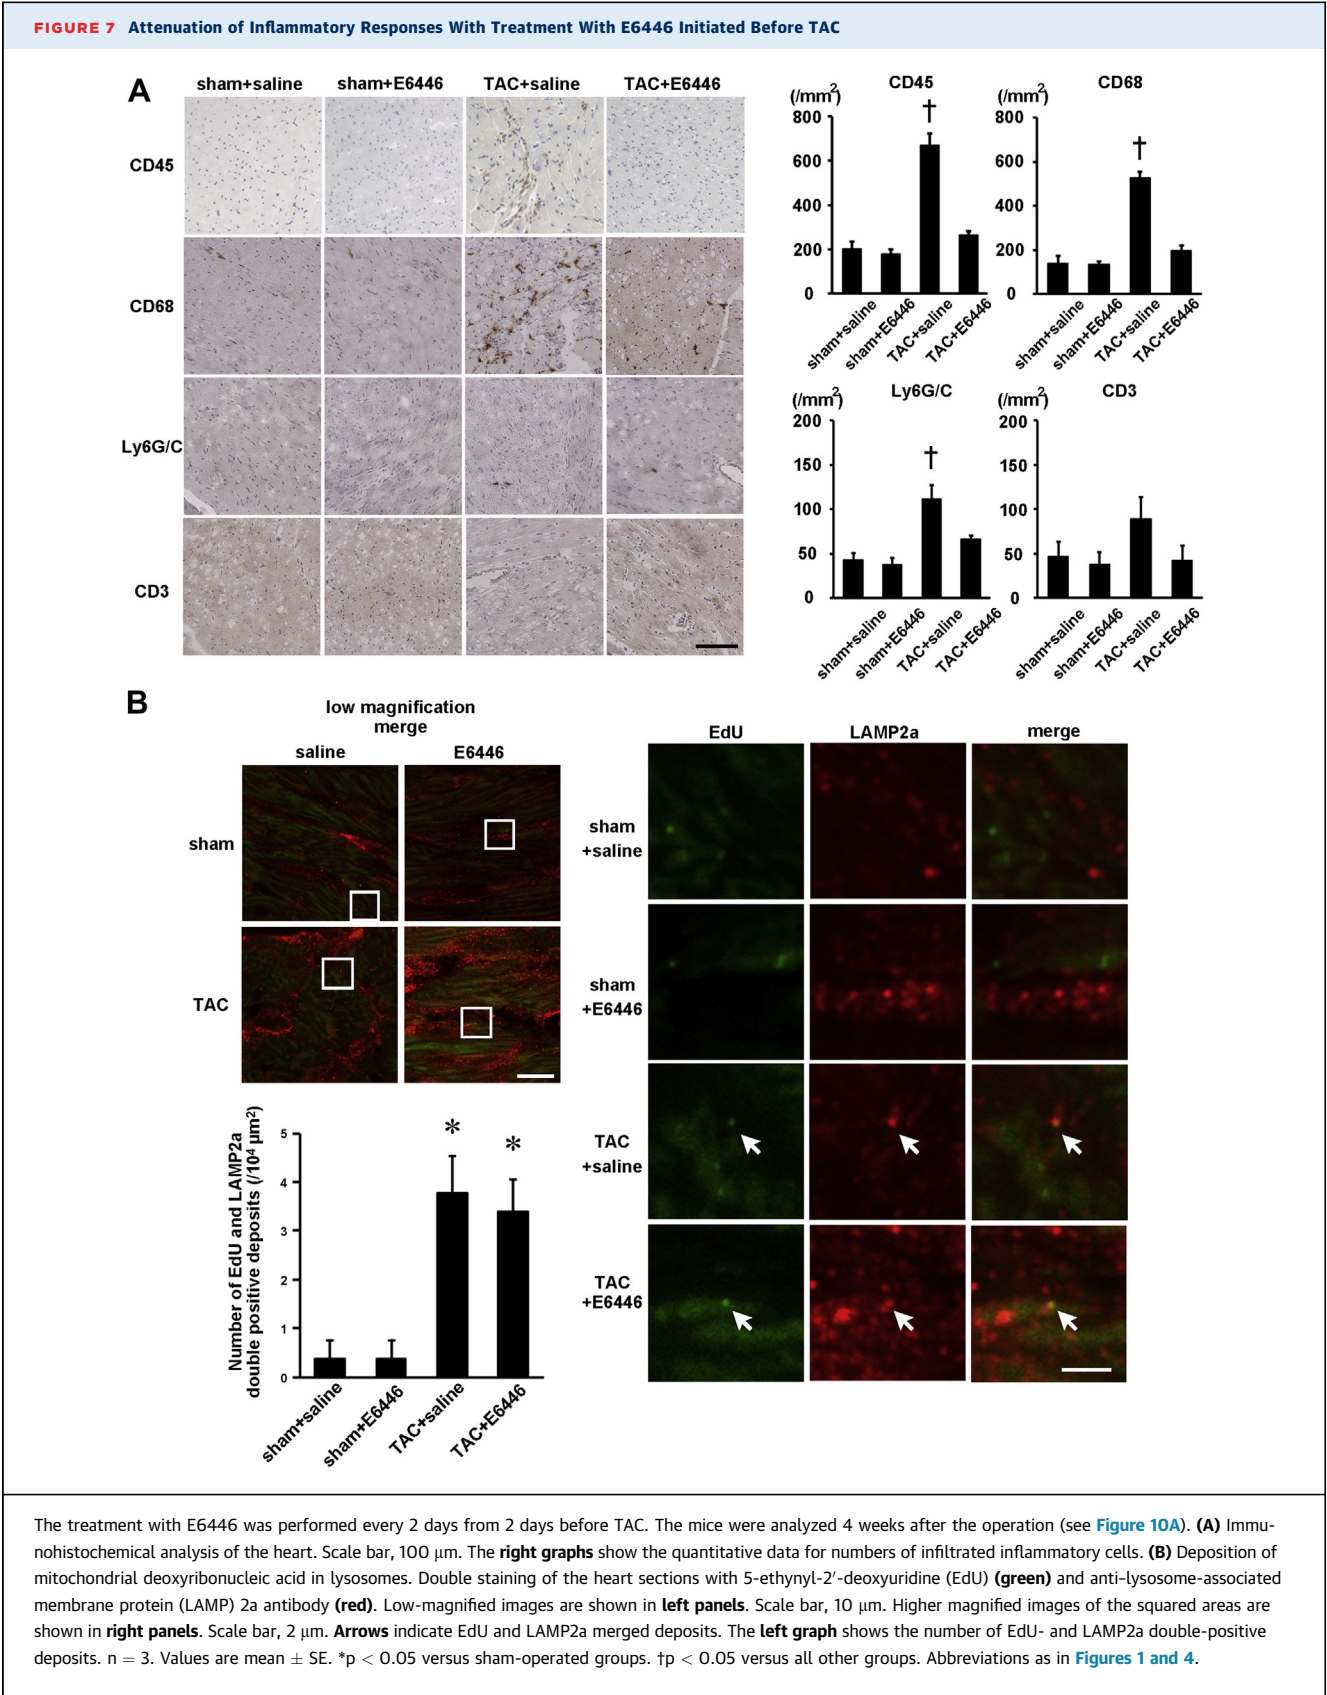 FIGURE 7 Attenuation of Inflammatory Responses With Treatment With E6446 Initiated Before TAC
A
sham+saline sham+E6446 TAC+saline TAC+E6446
CD45
CD68
Ly6G/C
CD3
CD45
(/mm²)
800
600
400
200
0
†
sham+saline
sham+E6446
TAC+saline
TAC+E6446
CD68
(/mm²)
800
600
400
200
0
†
sham+saline
sham+E6446
TAC+saline
TAC+E6446
Ly6G/C
(/mm²)
200
150
100
50
0
†
sham+saline
sham+E6446
TAC+saline
TAC+E6446
CD3
(/mm²)
200
150
100
50
0
sham+saline
sham+E6446
TAC+saline
TAC+E6446
B
low magnification
merge
saline E6446
sham
TAC
Number of EdU and LAMP2a
double positive deposits (/10⁴ µm²)
5
4
3
2
1
0
*
*
sham+saline
sham+E6446
TAC+saline
TAC+E6446
EdU LAMP2a merge
sham
+saline
sham
+E6446
TAC
+saline
TAC
+E6446
The treatment with E6446 was performed every 2 days from 2 days before TAC. The mice were analyzed 4 weeks after the operation (see Figure 10A). (A) Immu-
nohistochemical analysis of the heart. Scale bar, 100 µm. The right graphs show the quantitative data for numbers of infiltrated inflammatory cells. (B) Deposition of
mitochondrial deoxyribonucleic acid in lysosomes. Double staining of the heart sections with 5-ethynyl-2′-deoxyuridine (EdU) (green) and anti–lysosome-associated
membrane protein (LAMP) 2a antibody (red). Low-magnified images are shown in left panels. Scale bar, 10 µm. Higher magnified images of the squared areas are
shown in right panels. Scale bar, 2 µm. Arrows indicate EdU and LAMP2a merged deposits. The left graph shows the number of EdU- and LAMP2a double-positive
deposits. n = 3. Values are mean ± SE. *p < 0.05 versus sham-operated groups. †p < 0.05 versus all other groups. Abbreviations as in Figures 1 and 4.